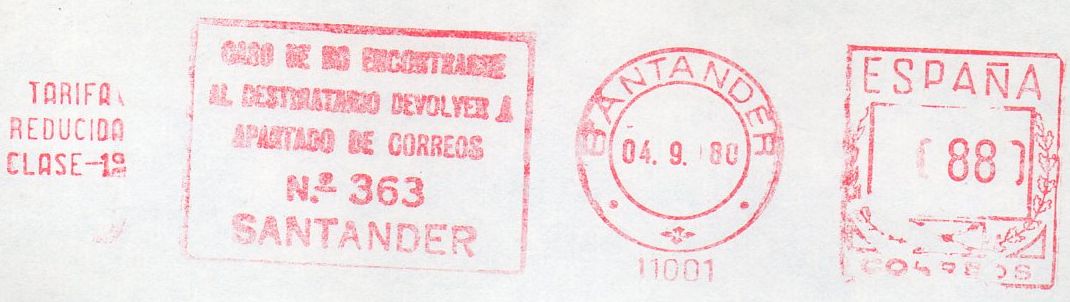 TARIFA
REDUCIDA
CLASE-1ª
CASO DE NO ENCONTRARSE
AL DESTINATARIO DEVOLVER A
APARTADO DE CORREOS
N.º 363
SANTANDER
SANTANDER
04. 9. 80
11001
ESPAÑA
(88)
CORREOS